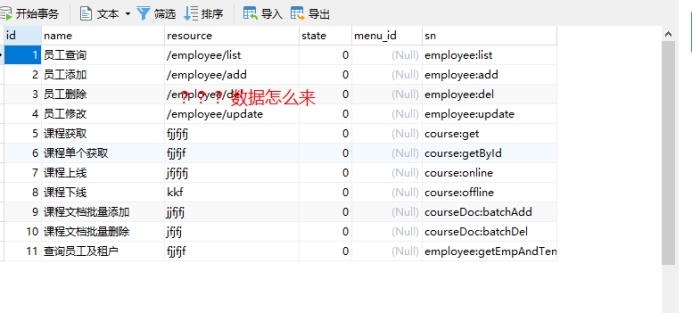 开始事务 文本 筛选 排序 导入 导出
id name resource state menu_id sn
1 员工查询 /employee/list 0 (Null) employee:list
2 员工添加 /employee/add 0 (Null) employee:add
3 员工删除 /employee/del 0 (Null) employee:del
？？？数据怎么来
4 员工修改 /employee/update 0 (Null) employee:update
5 课程获取 0 (Null) course:get
6 课程单个获取 0 (Null) course:getById
7 课程上线 0 (Null) course:online
8 课程下线 kkf 0 (Null) course:offline
9 课程文档批量添加 0 (Null) courseDoc:batchAdd
10 课程文档批量删除 0 (Null) courseDoc:batchDel
11 查询员工及租户 0 (Null) employee:getEmpAndTen